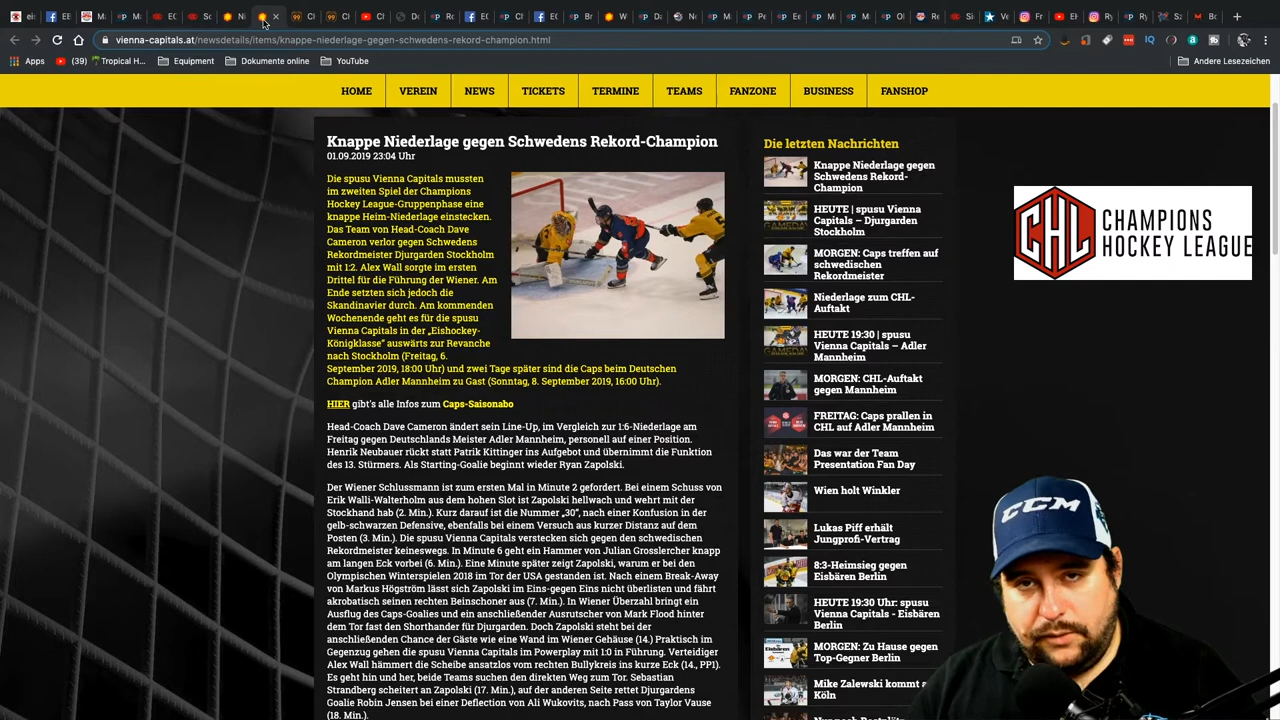 ei
F
M
EC
Sc
Ni
Cl
Cl
Cl
D
R
E
Cl
E
Br
W
D
N
M
P
A
M
Pl
Ol
Re
Si
V
Fr
Et
Ry
Ry
Sz
M
Bo
vienna-capitals.at/newsdetails/items/knappe-niederlage-gegen-schwedens-rekord-champion.html
Apps
(39)
Tropical H...
Equipment
Dokumente online
YouTube
Andere Lesezeichen
HOME
VEREIN
NEWS
TICKETS
TERMINE
TEAMS
FANZONE
BUSINESS
FANSHOP
Knappe Niederlage gegen Schwedens Rekord-Champion
01.09.2019 23:04 Uhr
Die spusu Vienna Capitals mussten
im zweiten Spiel der Champions
Hockey League-Gruppenphase eine
knappe Heim-Niederlage einstecken.
Das Team von Head-Coach Dave
Cameron verlor gegen Schwedens
Rekordmeister Djurgarden Stockholm
mit 1:2. Alex Wall sorgte im ersten
Drittel für die Führung der Wiener. Am
Ende setzten sich jedoch die
Skandinavier durch. Am kommenden
Wochenende geht es für die spusu
Vienna Capitals in der „Eishockey-
Königklasse“ auswärts zur Revanche
nach Stockholm (Freitag, 6.
September 2019, 18:00 Uhr) und zwei Tage später sind die Caps beim Deutschen
Champion Adler Mannheim zu Gast (Sonntag, 8. September 2019, 16:00 Uhr).
HIER gibt's alle Infos zum Caps-Saisonabo
Head-Coach Dave Cameron ändert sein Line-Up, im Vergleich zur 1:6-Niederlage am
Freitag gegen Deutschlands Meister Adler Mannheim, personell auf einer Position.
Henrik Neubauer rückt statt Patrik Kittinger ins Aufgebot und übernimmt die Funktion
des 13. Stürmers. Als Starting-Goalie beginnt wieder Ryan Zapolski.
Der Wiener Schlussmann ist zum ersten Mal in Minute 2 gefordert. Bei einem Schuss von
Erik Walli-Walterholm aus dem hohen Slot ist Zapolski hellwach und wehrt mit der
Stockhand hab (2. Min.). Kurz darauf ist die Nummer „30“, nach einer Konfusion in der
gelb-schwarzen Defensive, ebenfalls bei einem Versuch aus kurzer Distanz auf dem
Posten (3. Min.). Die spusu Vienna Capitals verstecken sich gegen den schwedischen
Rekordmeister keineswegs. In Minute 6 geht ein Hammer von Julian Grosslercher knapp
am langen Eck vorbei (6. Min.). Eine Minute später zeigt Zapolski, warum er bei den
Olympischen Winterspielen 2018 im Tor der USA gestanden ist. Nach einem Break-Away
von Markus Högström lässt sich Zapolski im Eins-gegen Eins nicht überlisten und fährt
akrobatisch seinen rechten Beinschoner aus (7. Min.). In Wiener Überzahl bringt ein
Ausflug des Caps-Goalies und ein anschließender Ausrutscher von Mark Flood hinter
dem Tor fast den Shorthander für Djurgarden. Doch Zapolski steht bei der
anschließenden Chance der Gäste wie eine Wand im Wiener Gehäuse (14.) Praktisch im
Gegenzug gehen die spusu Vienna Capitals im Powerplay mit 1:0 in Führung. Verteidiger
Alex Wall hämmert die Scheibe ansatzlos vom rechten Bullykreis ins kurze Eck (14., PP1).
Es geht hin und her, beide Teams suchen den direkten Weg zum Tor. Sebastian
Strandberg scheitert an Zapolski (17. Min.), auf der anderen Seite rettet Djurgardens
Goalie Robin Jensen bei einer Deflection von Ali Wukovits, nach Pass von Taylor Vause
(18. Min.).
Die letzten Nachrichten
Knappe Niederlage gegen
Schwedens Rekord-
Champion
HEUTE | spusu Vienna
Capitals – Djurgarden
Stockholm
MORGEN: Caps treffen auf
schwedischen
Rekordmeister
Niederlage zum CHL-
Auftakt
HEUTE 19:30 | spusu
Vienna Capitals – Adler
Mannheim
MORGEN: CHL-Auftakt
gegen Mannheim
FREITAG: Caps prallen in
CHL auf Adler Mannheim
Das war der Team
Presentation Fan Day
Wien holt Winkler
Lukas Piff erhält
Jungprofi-Vertrag
8:3-Heimsieg gegen
Eisbären Berlin
HEUTE 19:30 Uhr: spusu
Vienna Capitals - Eisbären
Berlin
MORGEN: Zu Hause gegen
Top-Gegner Berlin
Mike Zalewski kommt
Köln
CHL CHAMPIONS
HOCKEY LEAGUE
CCM